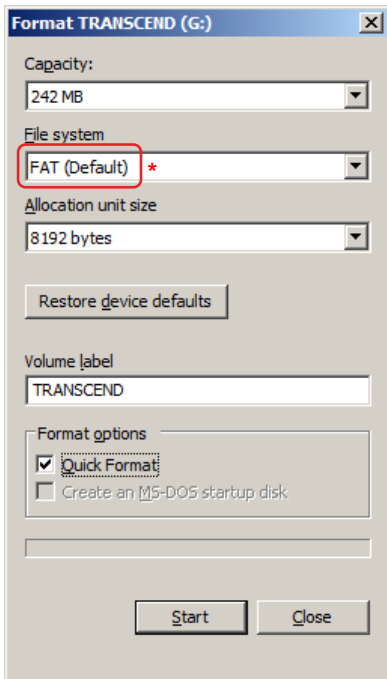 Format TRANSCEND (G:)
Capacity:
242 MB
File system
FAT (Default) *
Allocation unit size
8192 bytes
Restore device defaults
Volume label
TRANSCEND
Format options
Quick Format
Create an MS-DOS startup disk
Start Close